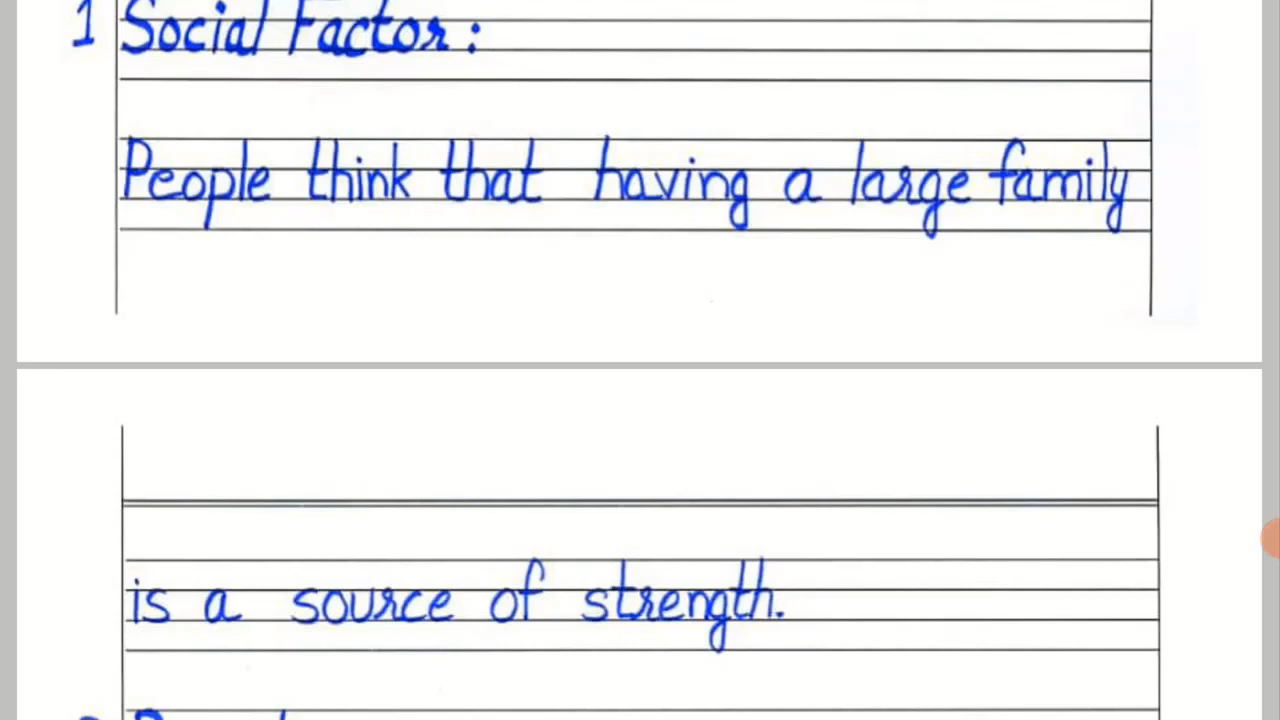 1 Social Factor:
People think that having a large family
is a source of strength.